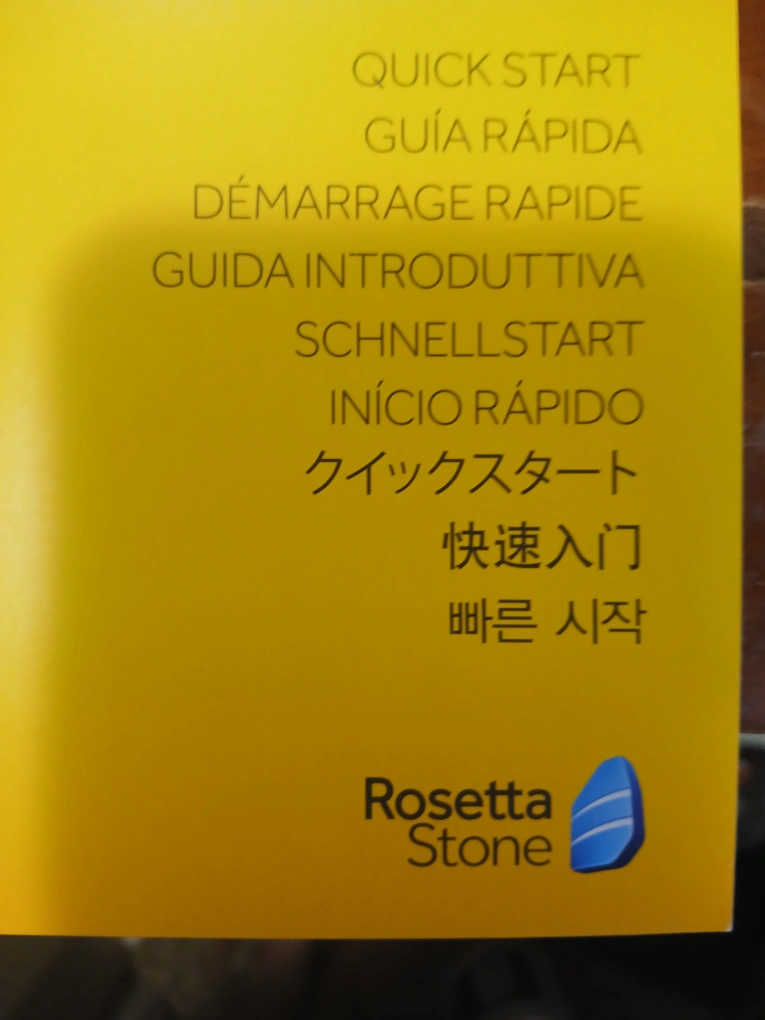 QUICK START
GUÍA RÁPIDA
DÉMARRAGE RAPIDE
GUIDA INTRODUTTIVA
SCHNELLSTART
INÍCIO RÁPIDO
クイックスタート
快速入门
빠른 시작
Rosetta
Stone